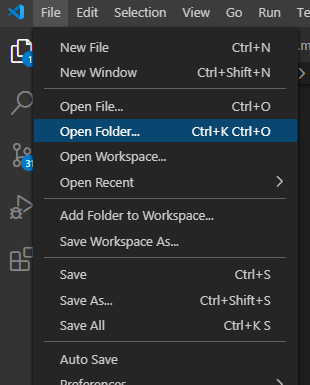 File Edit Selection View Go Run Te
New File Ctrl+N
1
.m
New Window Ctrl+Shift+N
Open File... Ctrl+O
Open Folder... Ctrl+K Ctrl+O
Open Workspace...
31
Open Recent
Add Folder to Workspace...
Save Workspace As...
Save Ctrl+S
Save As... Ctrl+Shift+S
Save All Ctrl+K S
Auto Save
Preferences